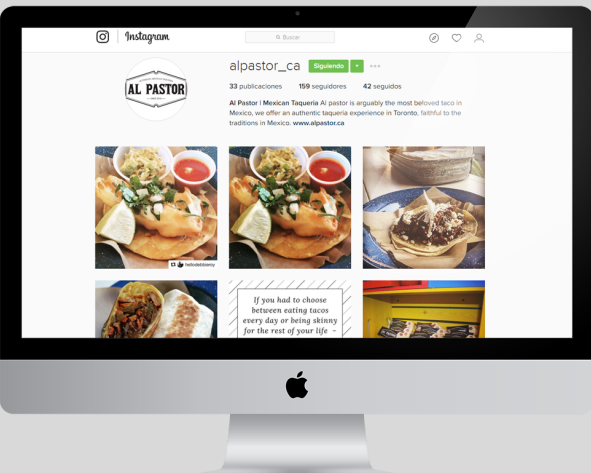 Instagram
Buscar
alpastor_ca Siguiendo
33 publicaciones 159 seguidores 42 seguidos
AL PASTOR
Al Pastor | Mexican Taqueria Al pastor is arguably the most beloved taco in
Mexico, we offer an authentic taqueria experience in Toronto, faithful to the
traditions in Mexico. www.alpastor.ca
If you had to choose
between eating tacos
every day or being skinny
for the rest of your life -